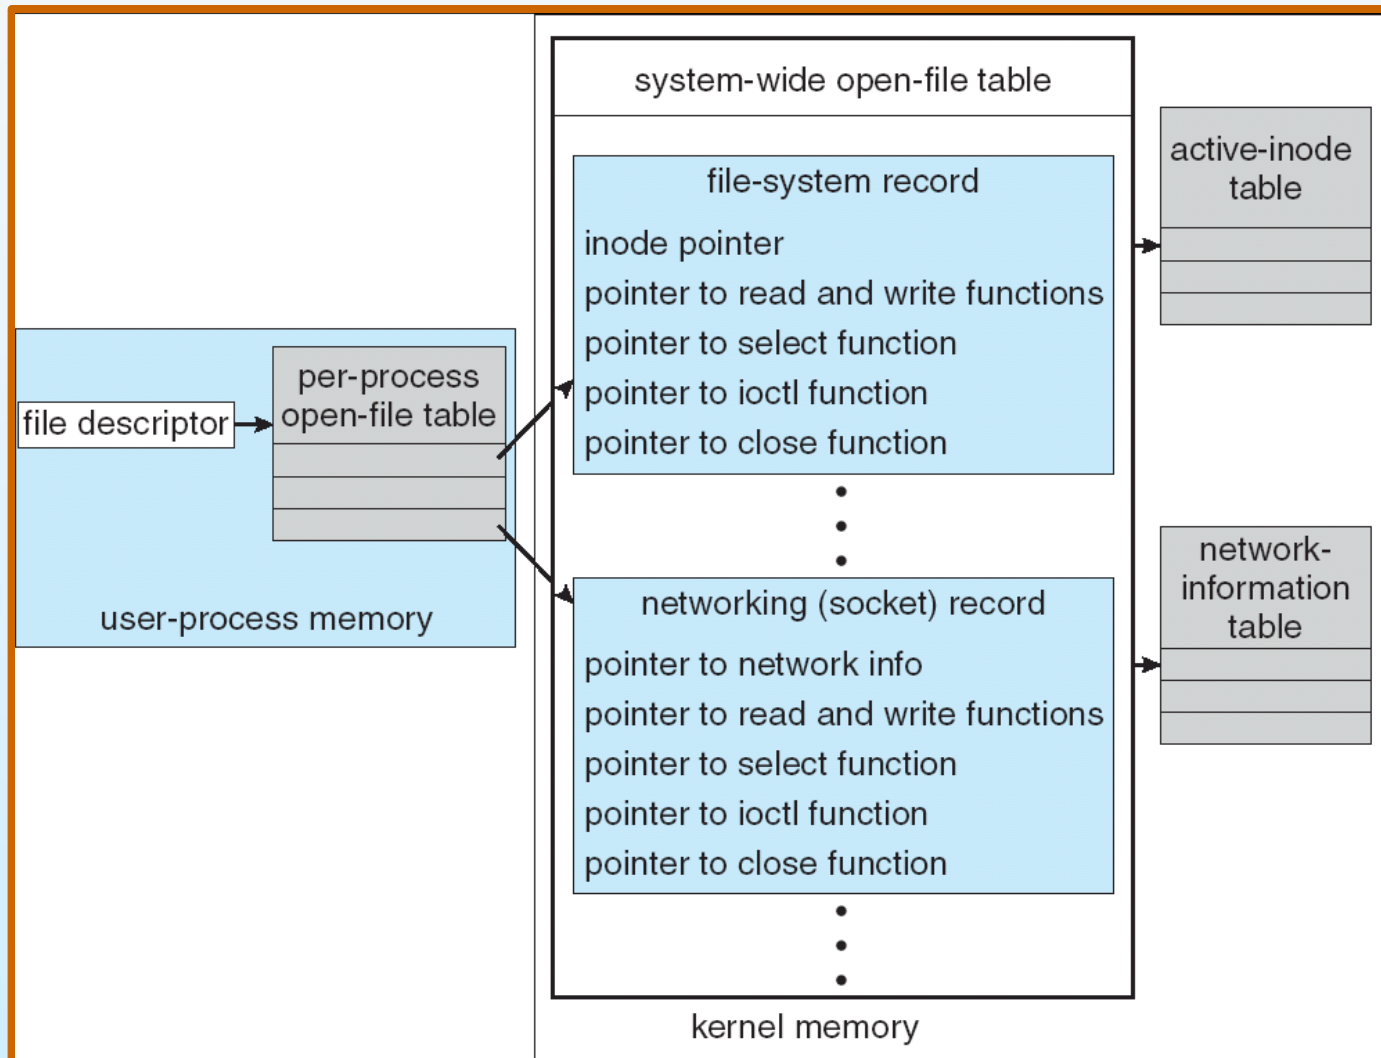 file descriptor
per-process
open-file table
user-process memory
system-wide open-file table
file-system record
inode pointer
pointer to read and write functions
pointer to select function
pointer to ioctl function
pointer to close function
networking (socket) record
pointer to network info
pointer to read and write functions
pointer to select function
pointer to ioctl function
pointer to close function
kernel memory
active-inode
table
network-
information
table